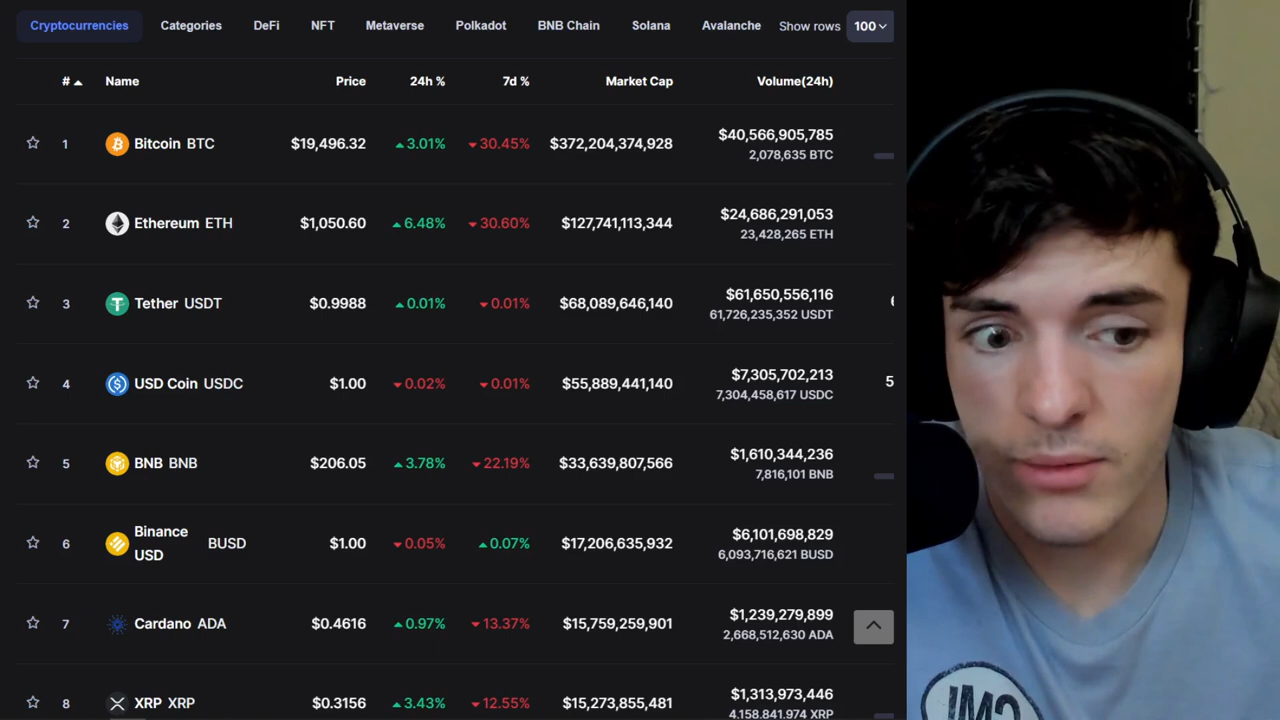 Cryptocurrencies Categories DeFi NFT Metaverse Polkadot BNB Chain Solana Avalanche Show rows 100
# Name Price 24h % 7d % Market Cap Volume(24h)
1 Bitcoin BTC $19,496.32 3.01% 30.45% $372,204,374,928 $40,566,905,785
2,078,635 BTC
2 Ethereum ETH $1,050.60 6.48% 30.60% $127,741,113,344 $24,686,291,053
23,428,265 ETH
3 Tether USDT $0.9988 0.01% 0.01% $68,089,646,140 $61,650,556,116
61,726,235,352 USDT
4 USD Coin USDC $1.00 0.02% 0.01% $55,889,441,140 $7,305,702,213 5
7,304,458,617 USDC
5 BNB BNB $206.05 3.78% 22.19% $33,639,807,566 $1,610,344,236
7,816,101 BNB
6 Binance USD BUSD $1.00 0.05% 0.07% $17,206,635,932 $6,101,698,829
6,093,716,621 BUSD
7 Cardano ADA $0.4616 0.97% 13.37% $15,759,259,901 $1,239,279,899
2,668,512,630 ADA
8 XRP XRP $0.3156 3.43% 12.55% $15,273,855,481 $1,313,973,446
4,158,841,974 XRP